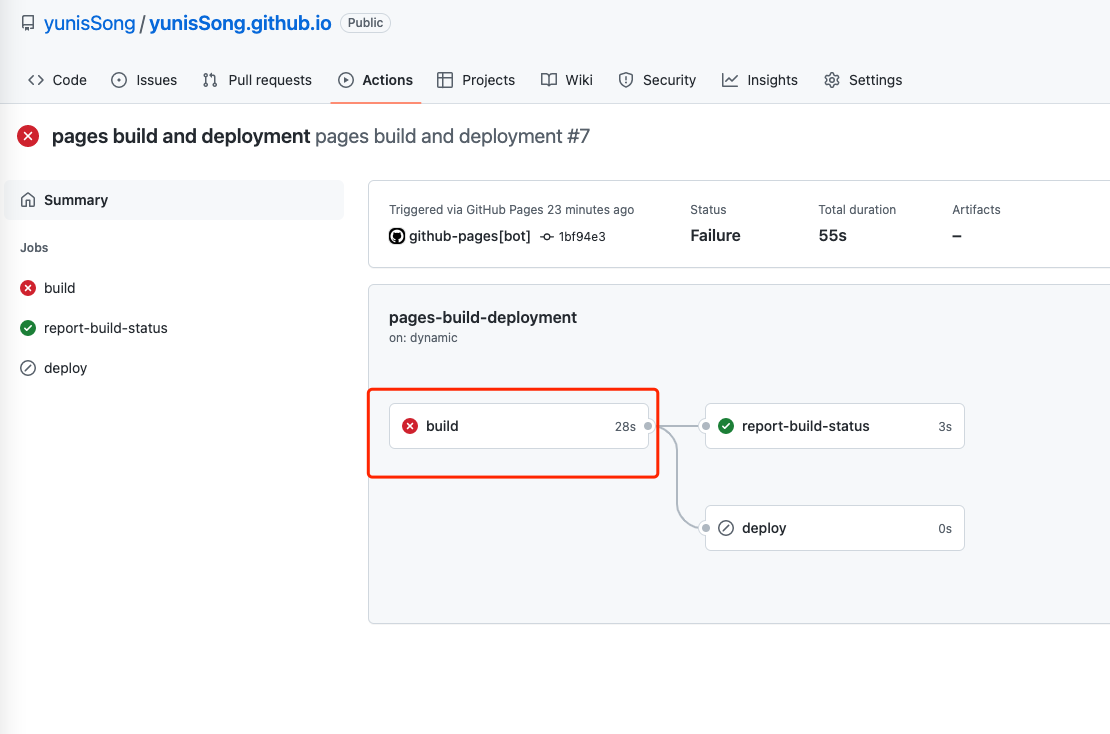 yunisSong / yunisSong.github.io Public
Code Issues Pull requests Actions Projects Wiki Security Insights Settings
pages build and deployment pages build and deployment #7
Summary
Jobs
build
report-build-status
deploy
Triggered via GitHub Pages 23 minutes ago
github-pages[bot] 1bf94e3
Status
Failure
Total duration
55s
Artifacts
–
pages-build-deployment
on: dynamic
build 28s
report-build-status 3s
deploy 0s